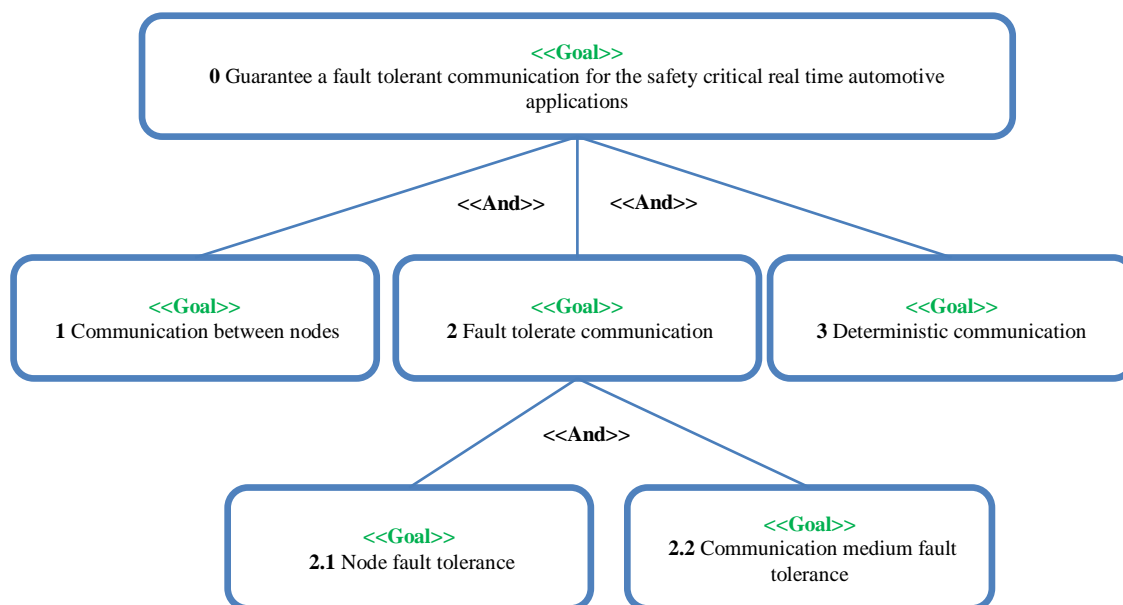 <<Goal>>
0 Guarantee a fault tolerant communication for the safety critical real time automotive
applications
<<And>>
<<And>>
<<Goal>>
1 Communication between nodes
<<Goal>>
2 Fault tolerate communication
<<Goal>>
3 Deterministic communication
<<And>>
<<Goal>>
2.1 Node fault tolerance
<<Goal>>
2.2 Communication medium fault
tolerance